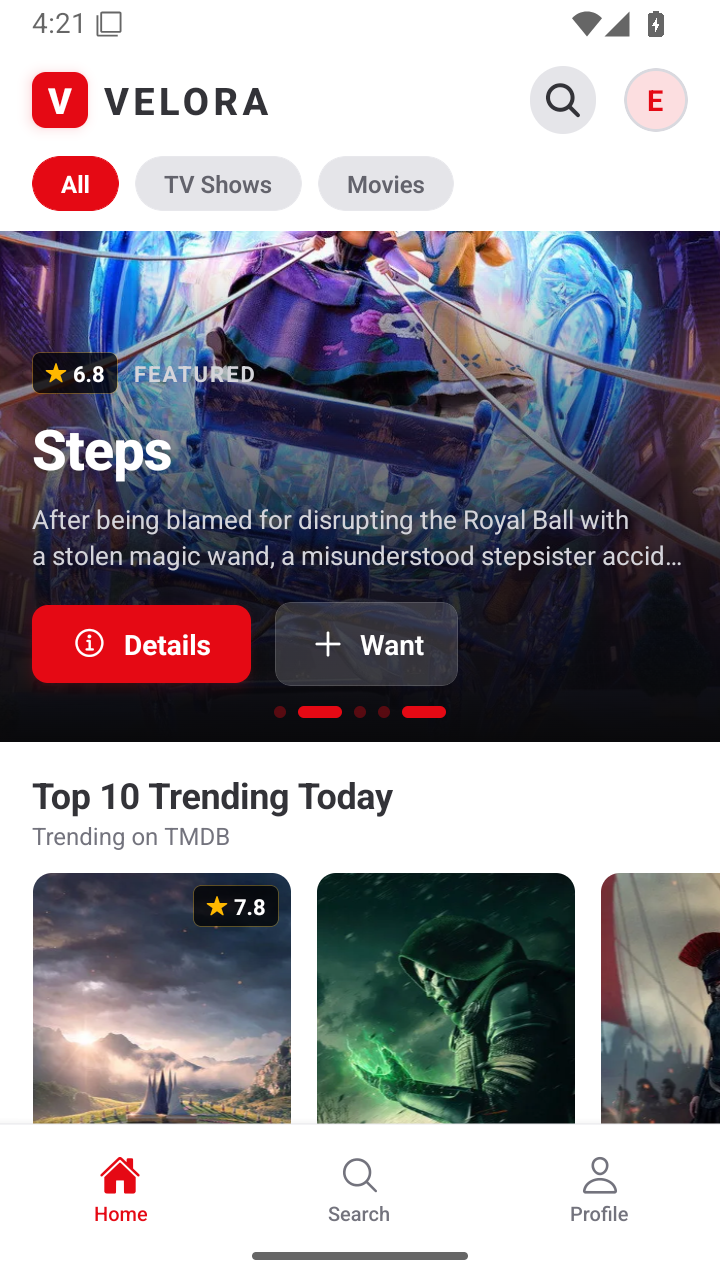 4:21
V VELORA
E
All TV Shows Movies
6.8 FEATURED
Steps
After being blamed for disrupting the Royal Ball with
a stolen magic wand, a misunderstood stepsister accid…
Details Want
Top 10 Trending Today
Trending on TMDB
7.8
Home Search Profile